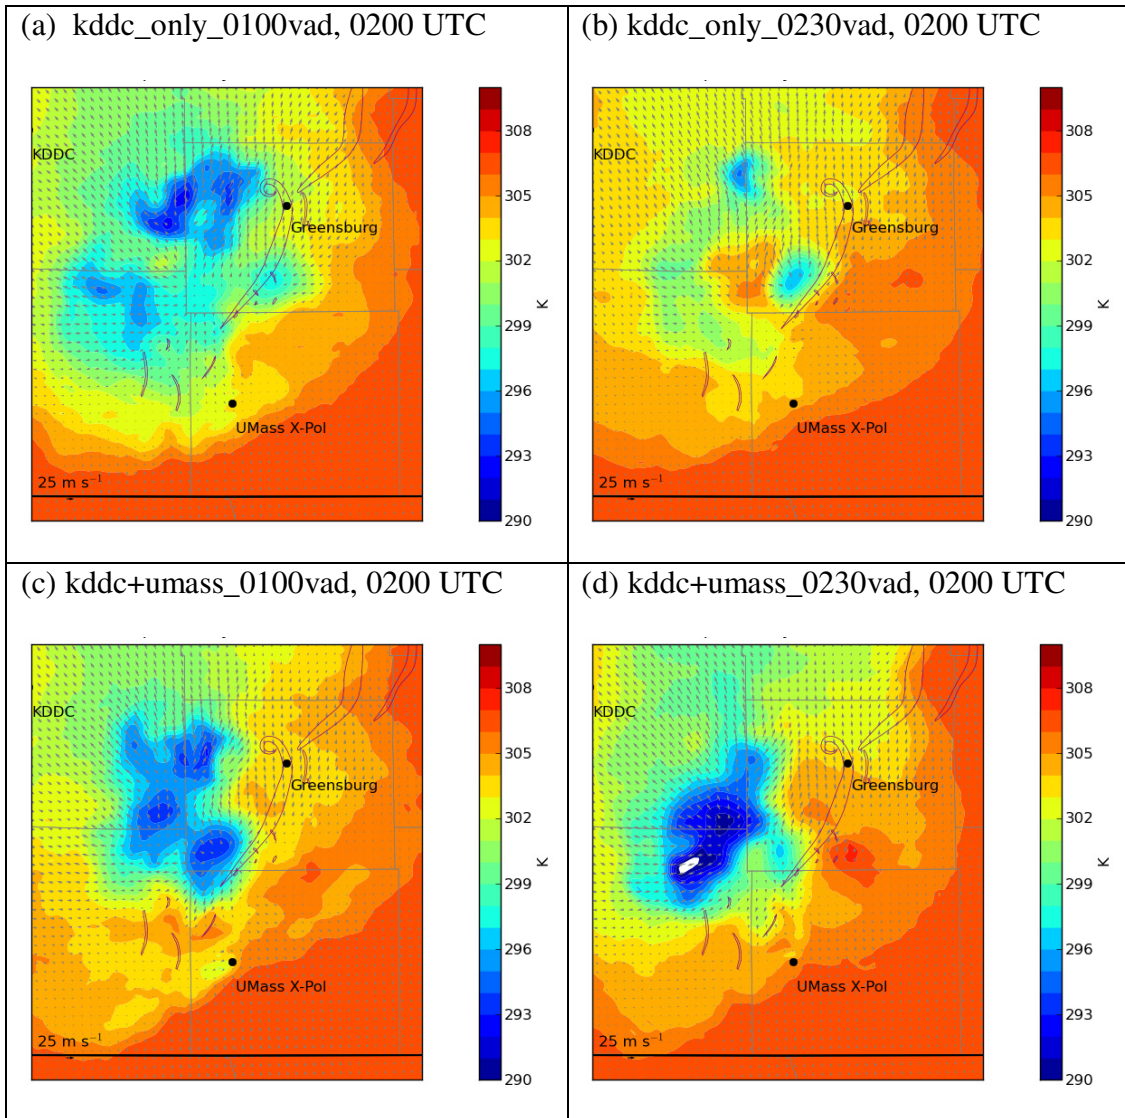 (a) kddc_only_0100vad, 0200 UTC
KDDC
Greensburg
UMass X-Pol
25 m s⁻¹
308
305
302
299
296
293
290
K
(b) kddc_only_0230vad, 0200 UTC
KDDC
Greensburg
UMass X-Pol
25 m s⁻¹
308
305
302
299
296
293
290
K
(c) kddc+umass_0100vad, 0200 UTC
KDDC
Greensburg
UMass X-Pol
25 m s⁻¹
308
305
302
299
296
293
290
K
(d) kddc+umass_0230vad, 0200 UTC
KDDC
Greensburg
UMass X-Pol
25 m s⁻¹
308
305
302
299
296
293
290
K